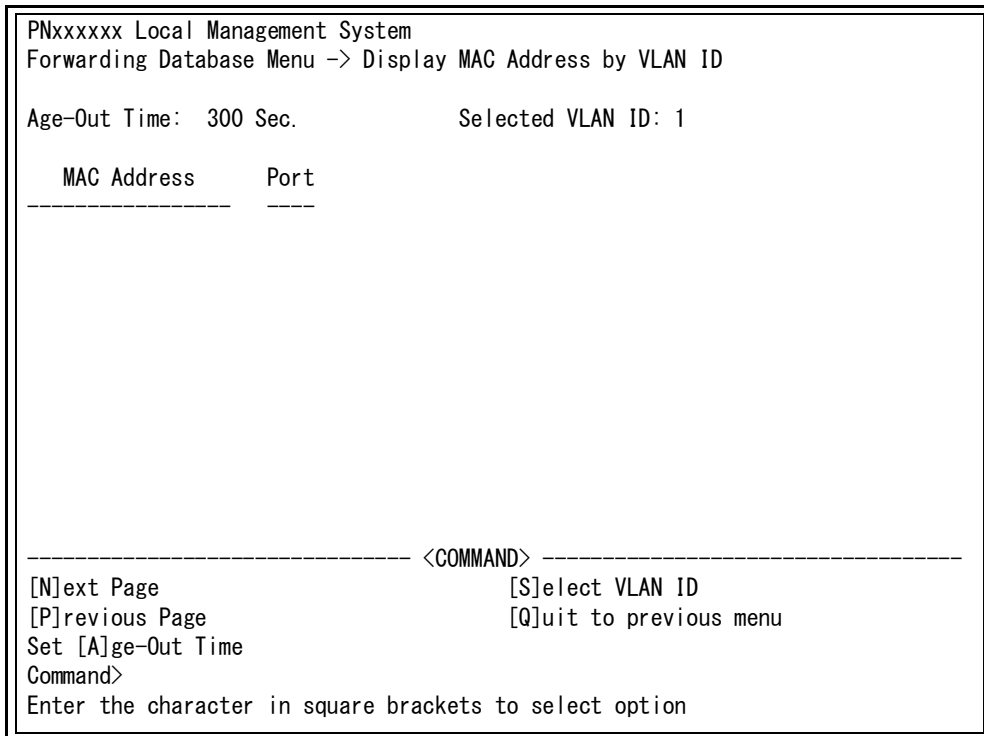 PNxxxxxx Local Management System
Forwarding Database Menu -> Display MAC Address by VLAN ID
Age-Out Time:  300 Sec.             Selected VLAN ID: 1
   MAC Address      Port
-----------------   ----
-------------------------------- <COMMAND> -----------------------------------
[N]ext Page                             [S]elect VLAN ID
[P]revious Page                         [Q]uit to previous menu
Set [A]ge-Out Time
Command>
Enter the character in square brackets to select option